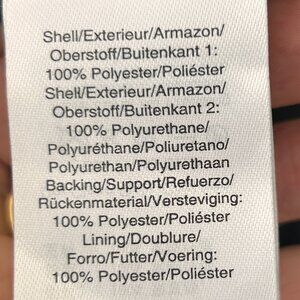 Shell/Exterieur/Armazon/
Oberstoff/Buitenkant 1:
100% Polyester/Poliéster
Shell/Exterieur/Armazon/
Oberstoff/Buitenkant 2:
100% Polyurethane/
Polyuréthane/Poliuretano/
Polyurethan/Polyurethaan
Backing/Support/Refuerzo/
Rückenmaterial/Versteviging:
100% Polyester/Poliéster
Lining/Doublure/
Forro/Futter/Voering:
100% Polyester/Poliéster